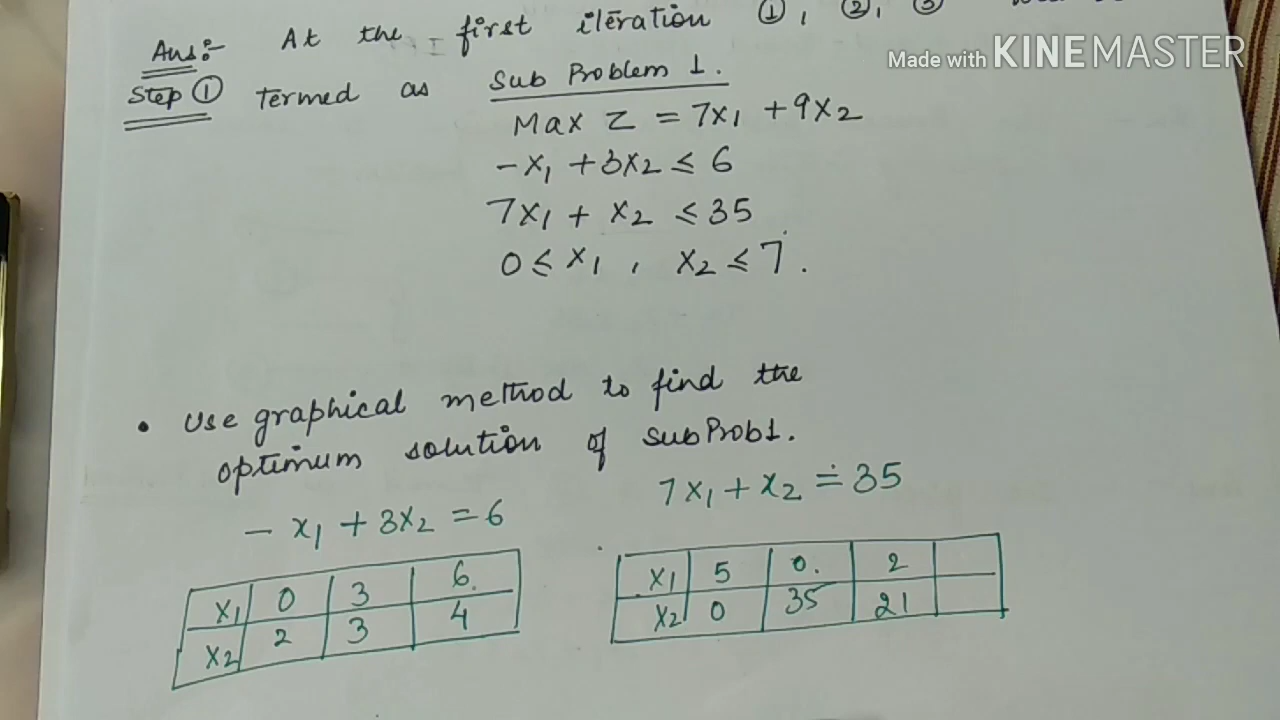 Ans:- At the first iteration ①, ②, ③
Step ① termed as Sub Problem 1.
Made with KINEMASTER
Max Z = 7x₁ + 9x₂
-x₁ + 3x₂ ≤ 6
7x₁ + x₂ ≤ 35
0 ≤ x₁, x₂ ≤ 7.
• Use graphical method to find the
optimum solution of subProb1.
- x₁ + 3x₂ = 6
x₁ 0 3 6
x₂ 2 3 4
7x₁ + x₂ = 35
x₁ 5 0 2
x₂ 0 35 21